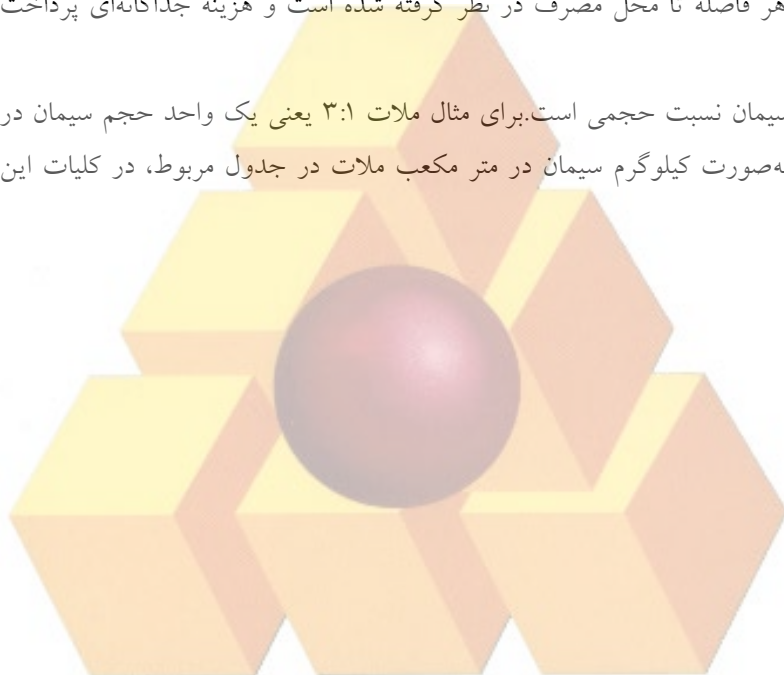 هر فاصله تا محل مصرف در نظر گرفته شده است و هزینه جداگانه‌ای پرداخت
سیمان نسبت حجمی است.برای مثال ملات ۳:۱ یعنی یک واحد حجم سیمان در
به‌صورت کیلوگرم سیمان در متر مکعب ملات در جدول مربوط، در کلیات این